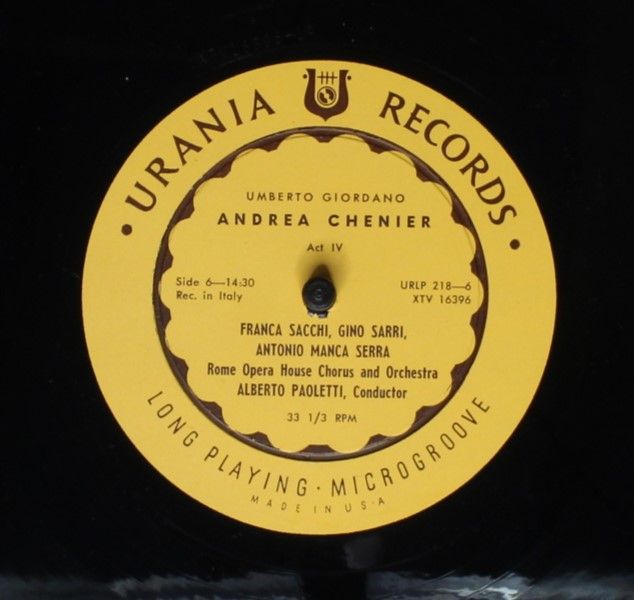 • URANIA RECORDS •
UMBERTO GIORDANO
ANDREA CHENIER
Act IV
Side 6—14:30
Rec. in Italy
URLP 218—6
XTV 16396
FRANCA SACCHI, GINO SARRI,
ANTONIO MANCA SERRA
Rome Opera House Chorus and Orchestra
ALBERTO PAOLETTI, Conductor
33 1/3 RPM
LONG PLAYING · MICROGROOVE
MADE IN U·S·A